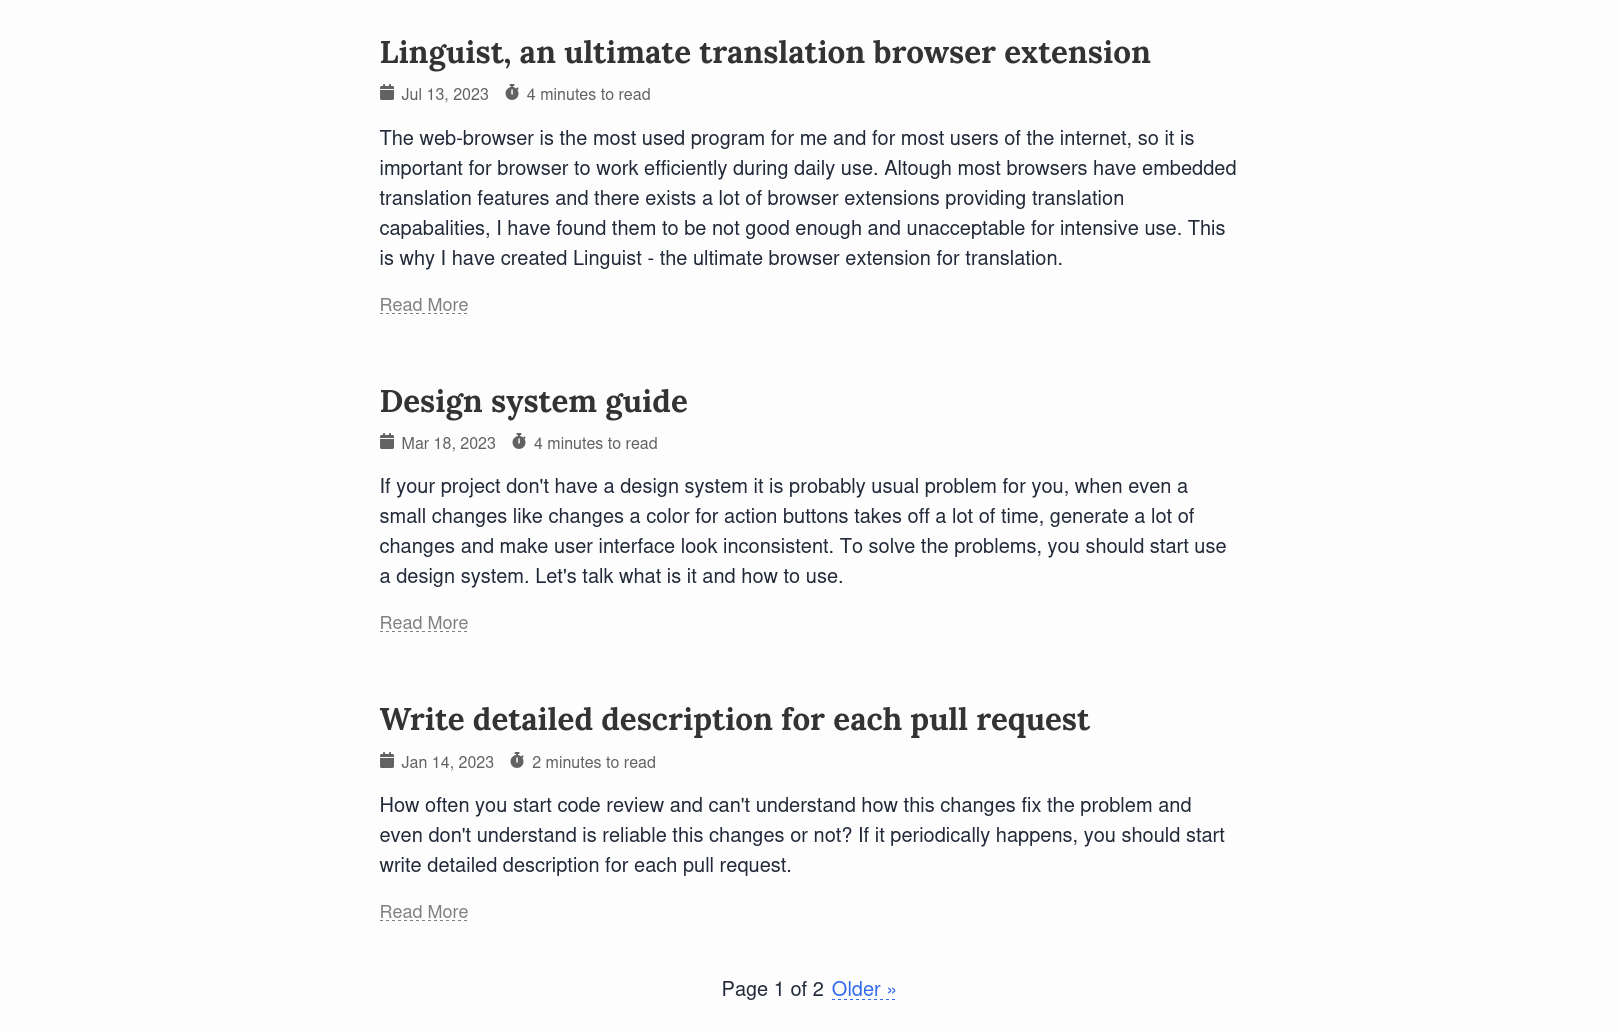 Linguist, an ultimate translation browser extension
Jul 13, 2023 4 minutes to read
The web-browser is the most used program for me and for most users of the internet, so it is
important for browser to work efficiently during daily use. Altough most browsers have embedded
translation features and there exists a lot of browser extensions providing translation
capabalities, I have found them to be not good enough and unacceptable for intensive use. This
is why I have created Linguist - the ultimate browser extension for translation.
Read More
Design system guide
Mar 18, 2023 4 minutes to read
If your project don't have a design system it is probably usual problem for you, when even a
small changes like changes a color for action buttons takes off a lot of time, generate a lot of
changes and make user interface look inconsistent. To solve the problems, you should start use
a design system. Let's talk what is it and how to use.
Read More
Write detailed description for each pull request
Jan 14, 2023 2 minutes to read
How often you start code review and can't understand how this changes fix the problem and
even don't understand is reliable this changes or not? If it periodically happens, you should start
write detailed description for each pull request.
Read More
Page 1 of 2 Older »